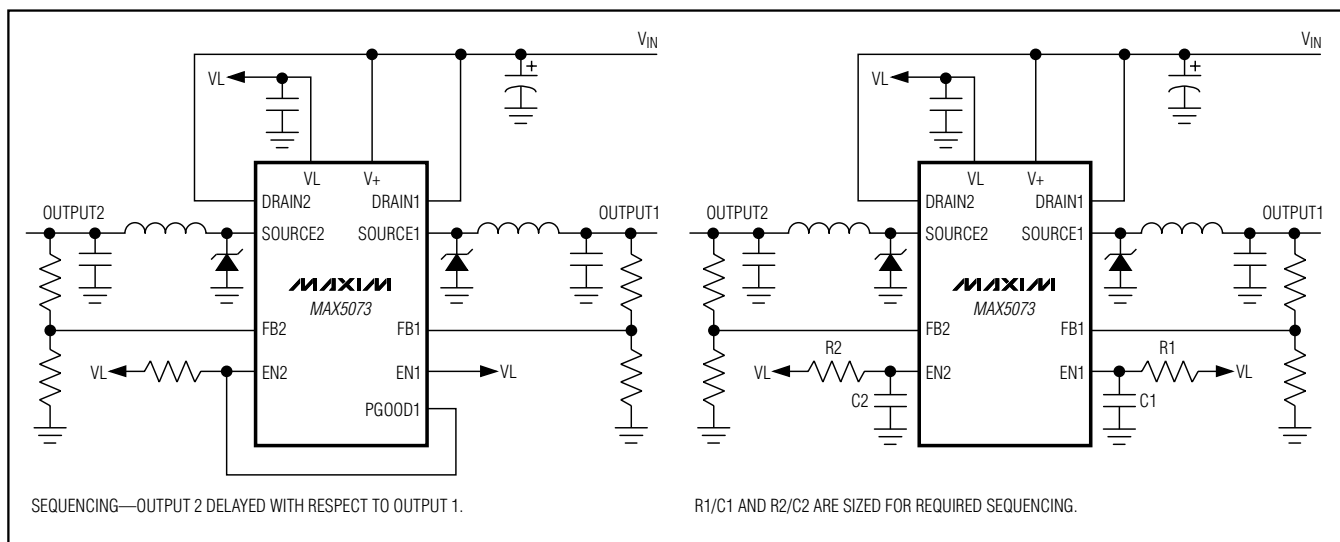 VIN
VL
VL
V+
DRAIN2
DRAIN1
OUTPUT2
OUTPUT1
SOURCE2
SOURCE1
MAXIM
MAX5073
FB2
FB1
VL
EN2
EN1
VL
PGOOD1
SEQUENCING—OUTPUT 2 DELAYED WITH RESPECT TO OUTPUT 1.
VIN
VL
VL
V+
DRAIN2
DRAIN1
OUTPUT2
OUTPUT1
SOURCE2
SOURCE1
MAXIM
MAX5073
FB2
FB1
R2
R1
VL
EN2
EN1
VL
C2
C1
R1/C1 AND R2/C2 ARE SIZED FOR REQUIRED SEQUENCING.